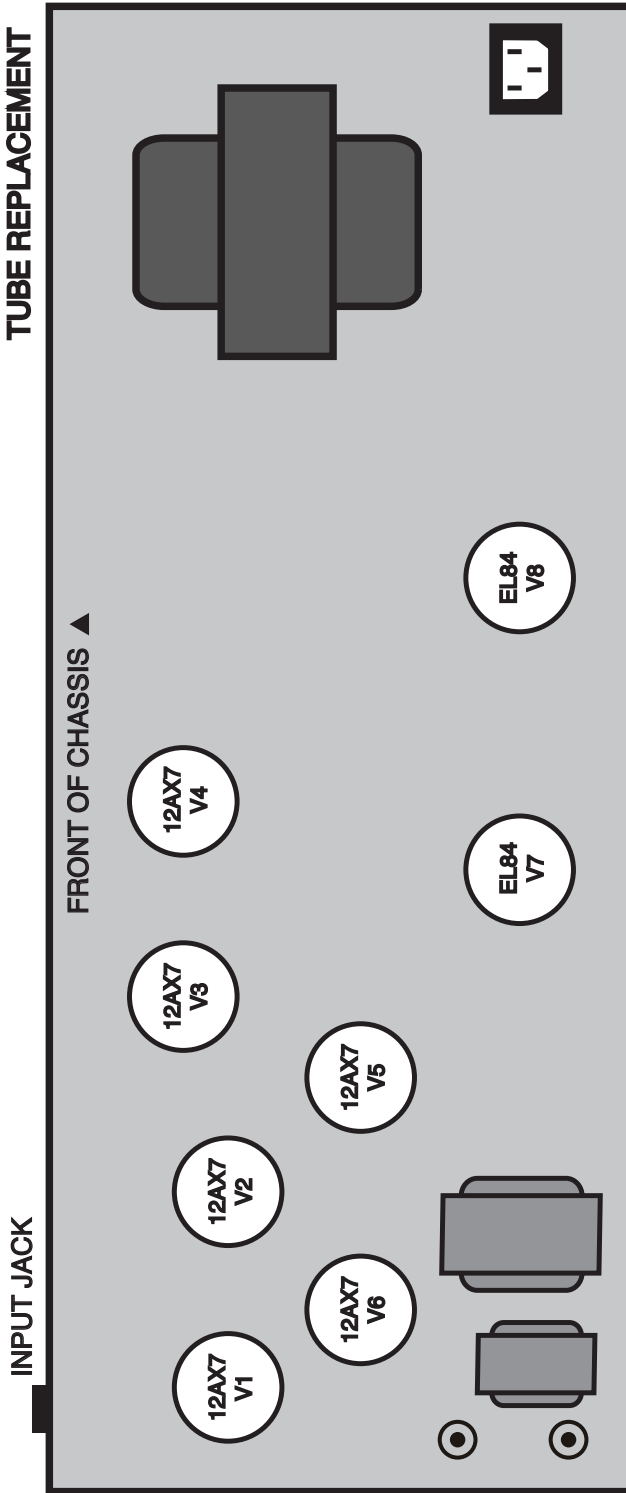 TUBE REPLACEMENT
INPUT JACK
FRONT OF CHASSIS ▲
12AX7
V1
12AX7
V2
12AX7
V3
12AX7
V4
12AX7
V6
12AX7
V5
EL84
V7
EL84
V8